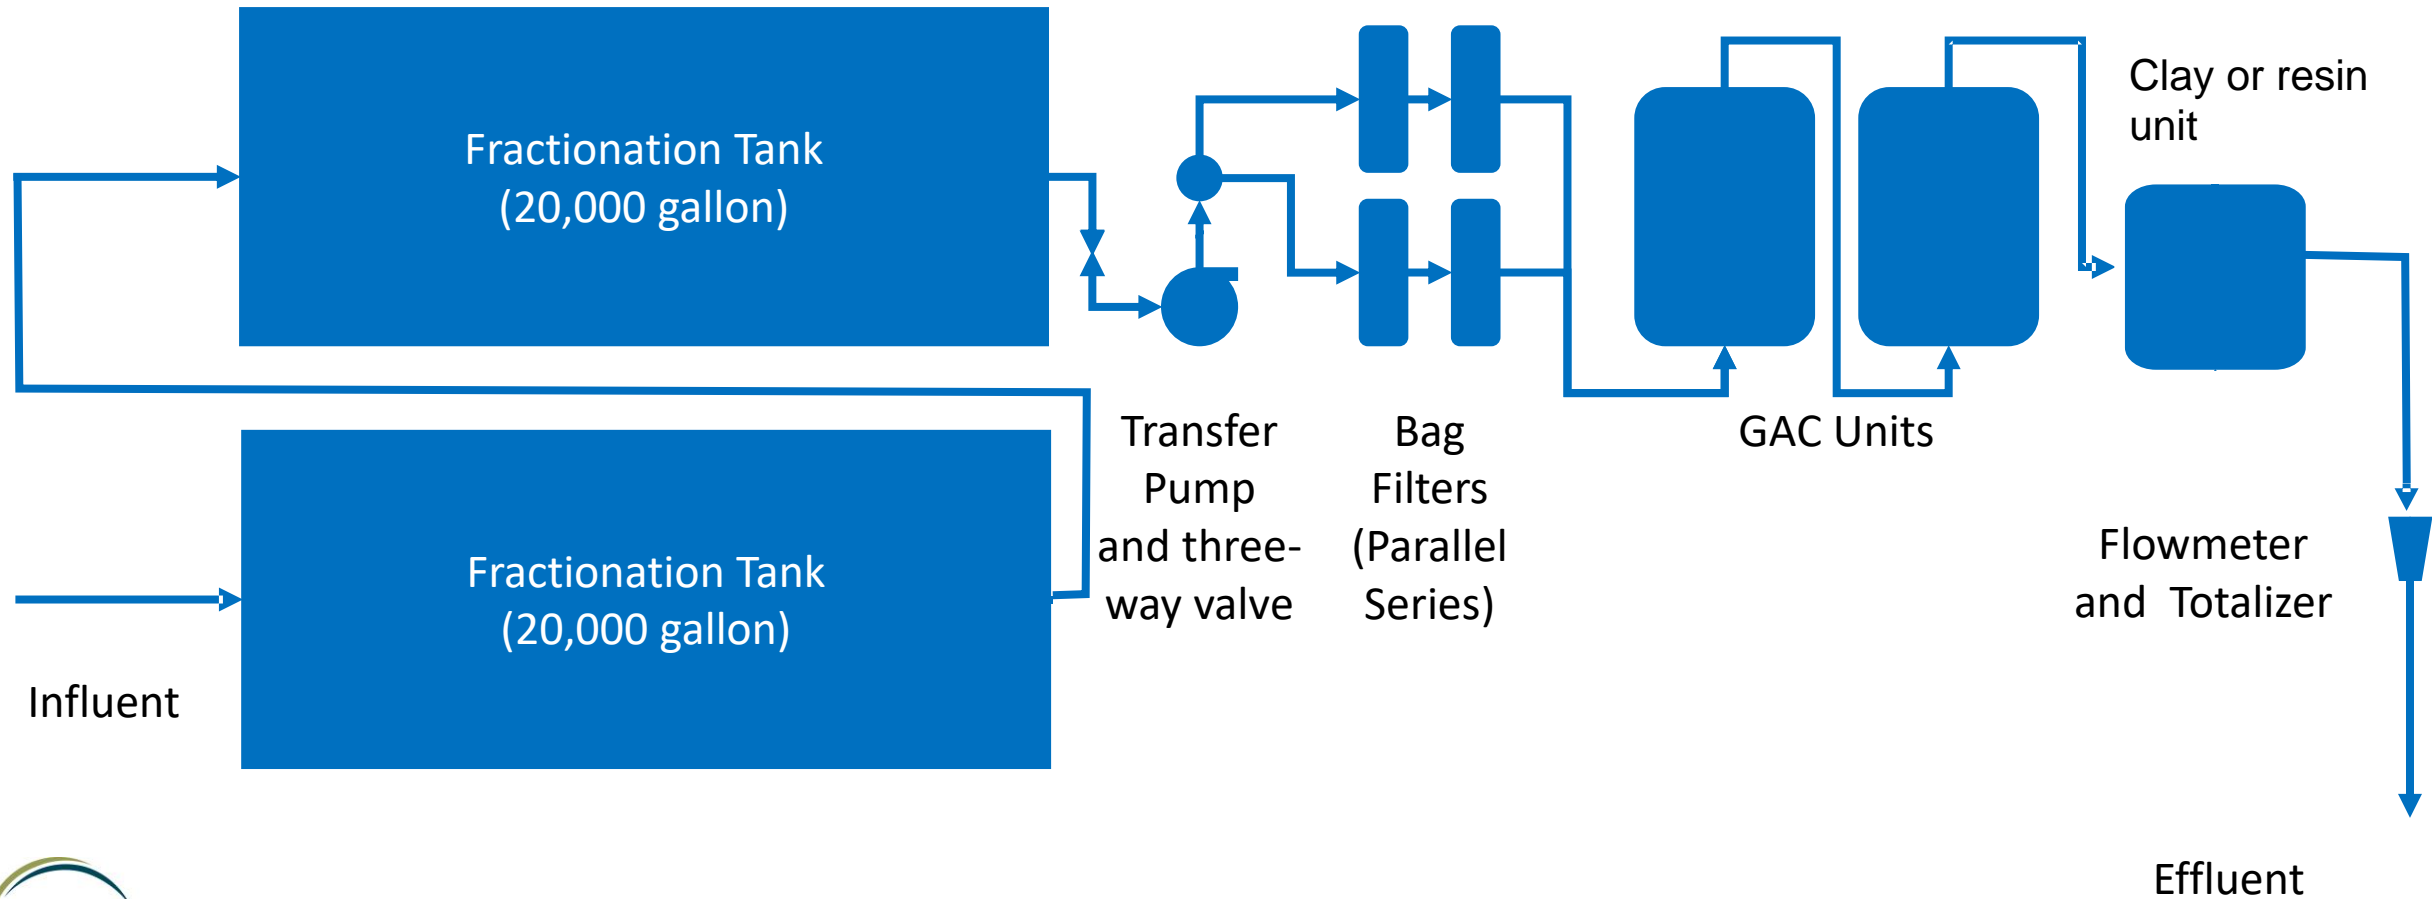 Fractionation Tank
(20,000 gallon)
Clay or resin
unit
Transfer
Pump
and three-
way valve
Bag
Filters
(Parallel
Series)
GAC Units
Fractionation Tank
(20,000 gallon)
Flowmeter
and  Totalizer
Influent
Effluent